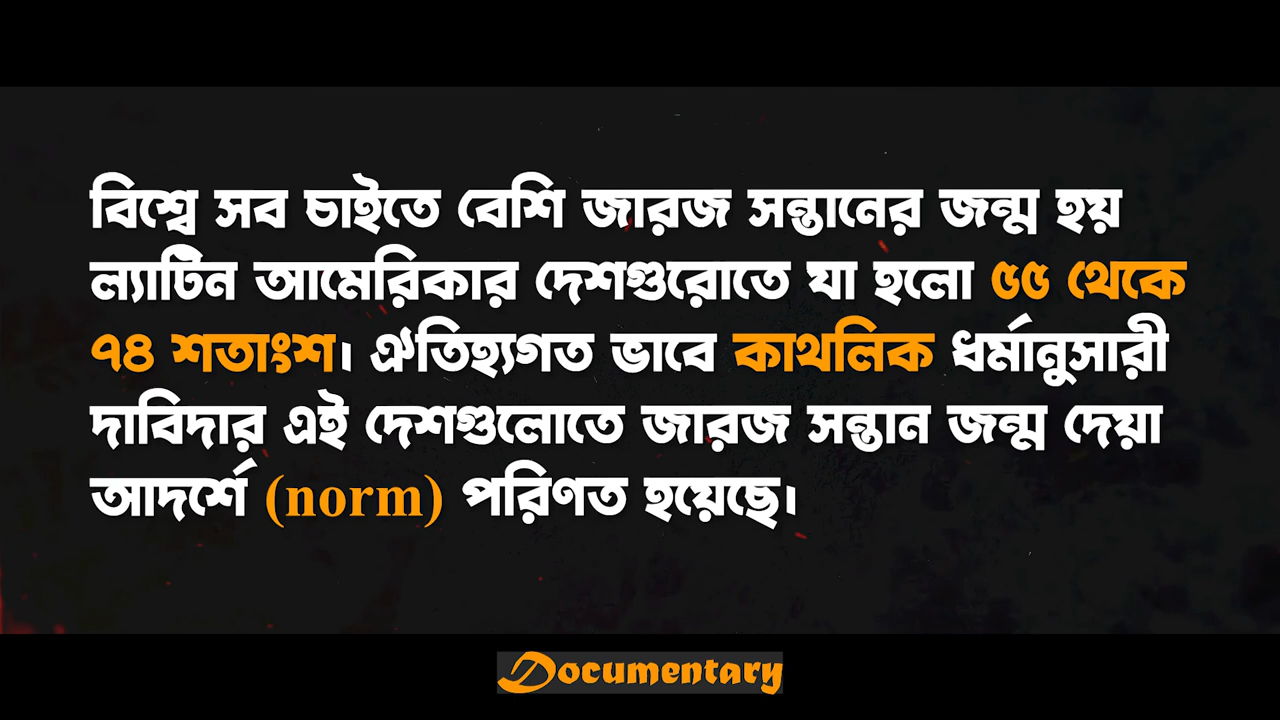 বিশ্বে সব চাইতে বেশি জারজ সন্তানের জন্ম হয়
ল্যাটিন আমেরিকার দেশগুরোতে যা হলো ৫৫ থেকে
৭৪ শতাংশ। ঐতিহ্যগত ভাবে কাথলিক ধর্মানুসারী
দাবিদার এই দেশগুলোতে জারজ সন্তান জন্ম দেয়া
আদর্শে (norm) পরিণত হয়েছে।
Documentary